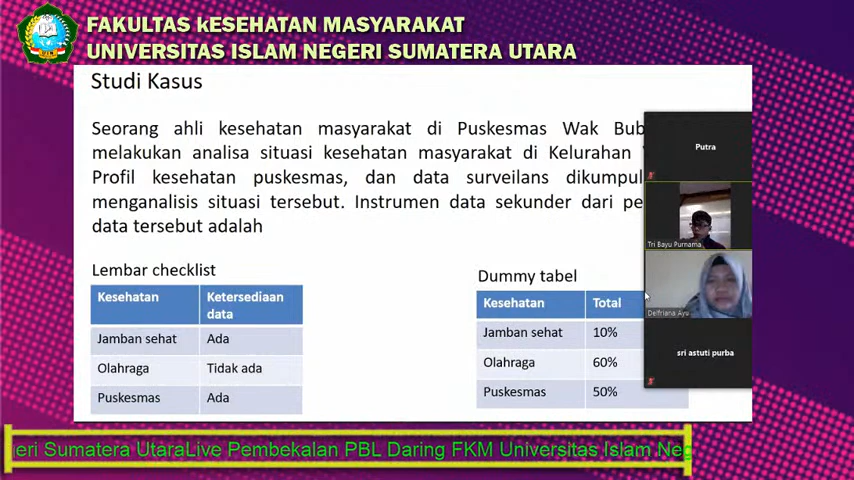 FAKULTAS kESEHATAN MASYARAKAT
UNIVERSITAS ISLAM NEGERI SUMATERA UTARA
Studi Kasus
Seorang ahli kesehatan masyarakat di Puskesmas Wak Bub
melakukan analisa situasi kesehatan masyarakat di Kelurahan
Profil kesehatan puskesmas, dan data surveilans dikumpul
menganalisis situasi tersebut. Instrumen data sekunder dari pe
data tersebut adalah
Lembar checklist
Kesehatan Ketersediaan data
Jamban sehat Ada
Olahraga Tidak ada
Puskesmas Ada
Dummy tabel
Kesehatan Total
Jamban sehat 10%
Olahraga 60%
Puskesmas 50%
Putra
Tri Bayu Purnama
Delfriana Ayu
sri astuti purba
eri Sumatera UtaraLive Pembekalan PBL Daring FKM Universitas Islam Neg